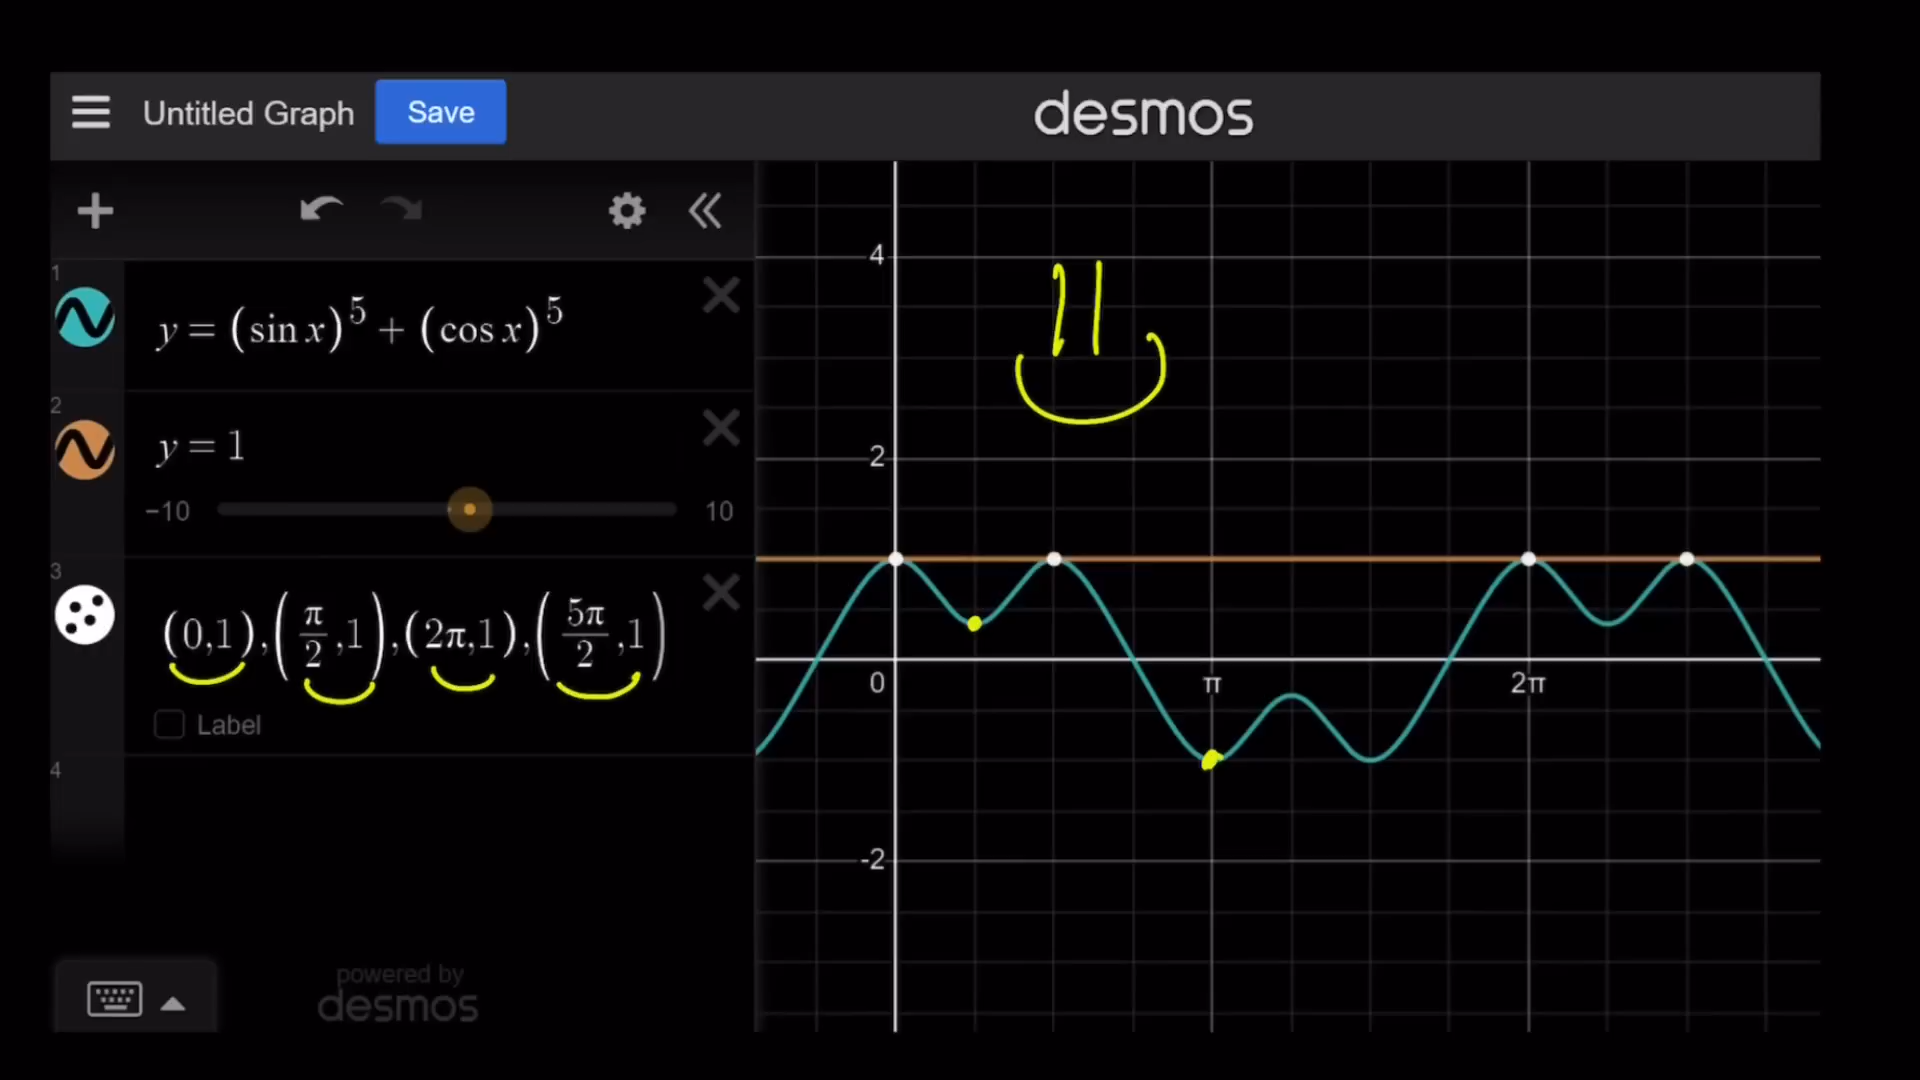 Untitled Graph Save desmos
1
y = (sin x)^5 + (cos x)^5
2
y = 1
−10 10
3
(0,1),(π/2,1),(2π,1),(5π/2,1)
Label
4
powered by
desmos
4
2
0 π 2π
-2